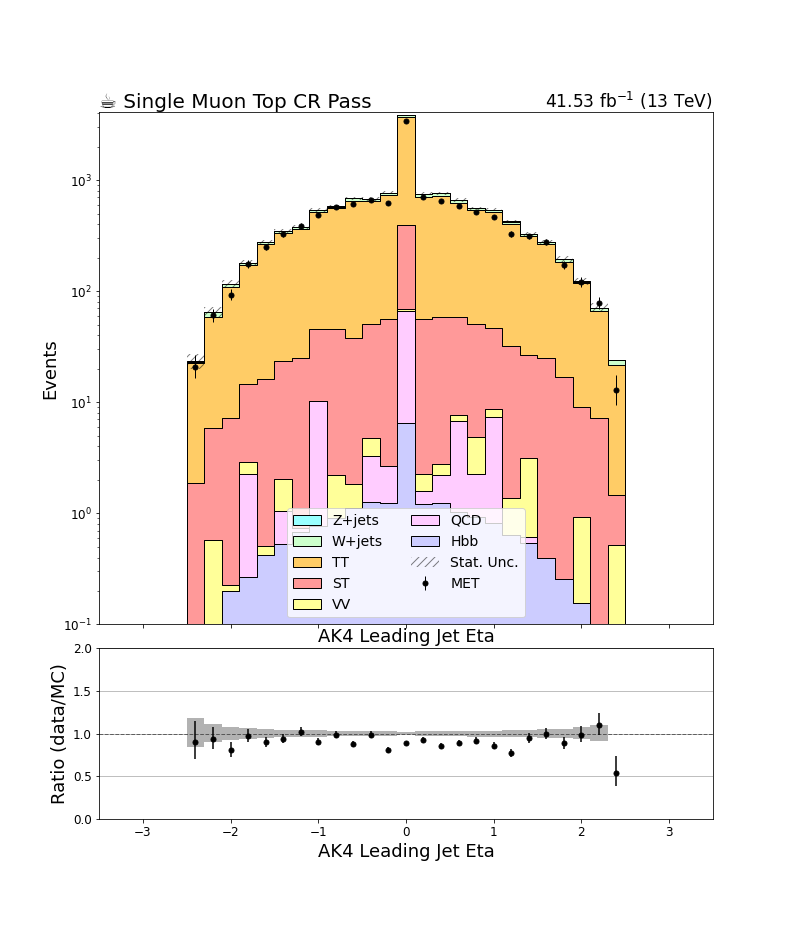 ☕ Single Muon Top CR Pass 41.53 fb⁻¹ (13 TeV)
10³
10²
10¹
10⁰
10⁻¹
Events
Z+jets
W+jets
TT
ST
VV
QCD
Hbb
Stat. Unc.
MET
AK4 Leading Jet Eta
2.0
1.5
1.0
0.5
0.0
Ratio (data/MC)
−3 −2 −1 0 1 2 3
AK4 Leading Jet Eta